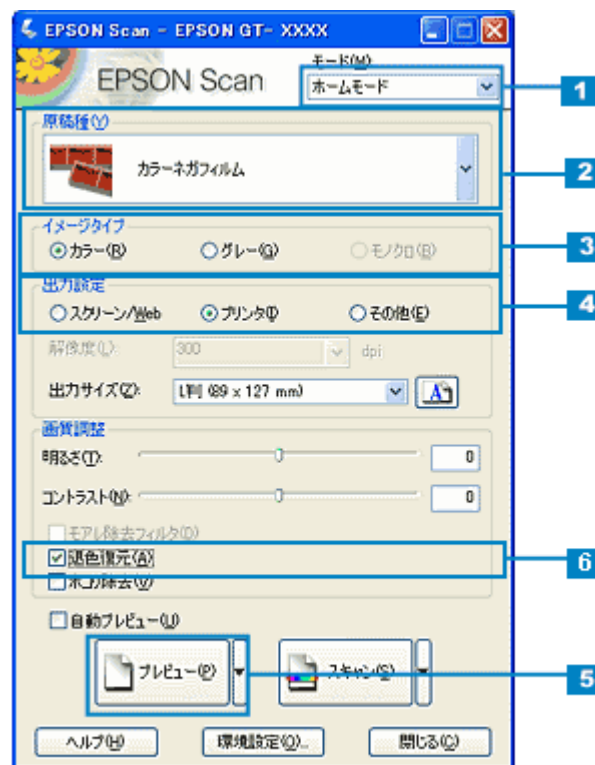 EPSON Scan - EPSON GT- XXXX
EPSON Scan
モード(M)
ホームモード
1
原稿種(Y)
カラーネガフィルム
2
イメージタイプ
カラー(R) グレー(G) モノクロ(B)
3
出力設定
4
スクリーン/Web プリンタ(I) その他(E)
解像度(L): 300 dpi
出力サイズ(Z): L判 (89 x 127 mm)
画質調整
明るさ(T): 0
コントラスト(N): 0
モアレ除去フィルタ(D)
退色復元(A)
6
ホコリ除去(V)
自動プレビュー(U)
プレビュー(P) スキャン(S)
5
ヘルプ(H) 環境設定(O)... 閉じる(C)